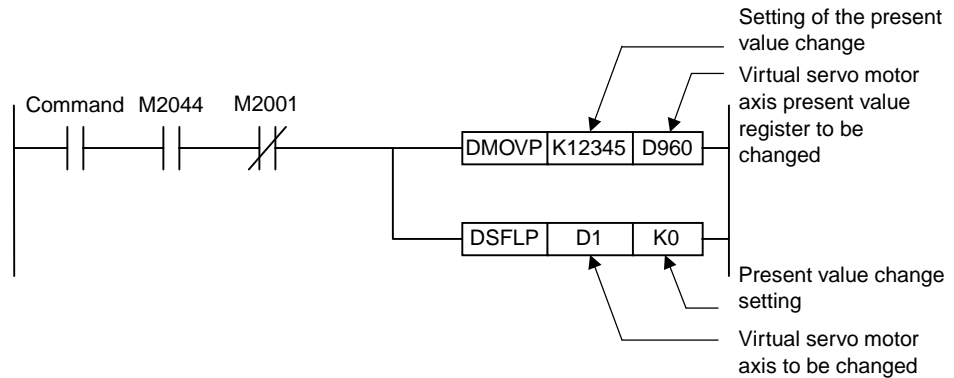 Setting of the present
value change
Virtual servo motor
axis present value
register to be
changed
Command M2044 M2001
DMOVP K12345 D960
DSFLP D1 K0
Present value change
setting
Virtual servo motor
axis to be changed